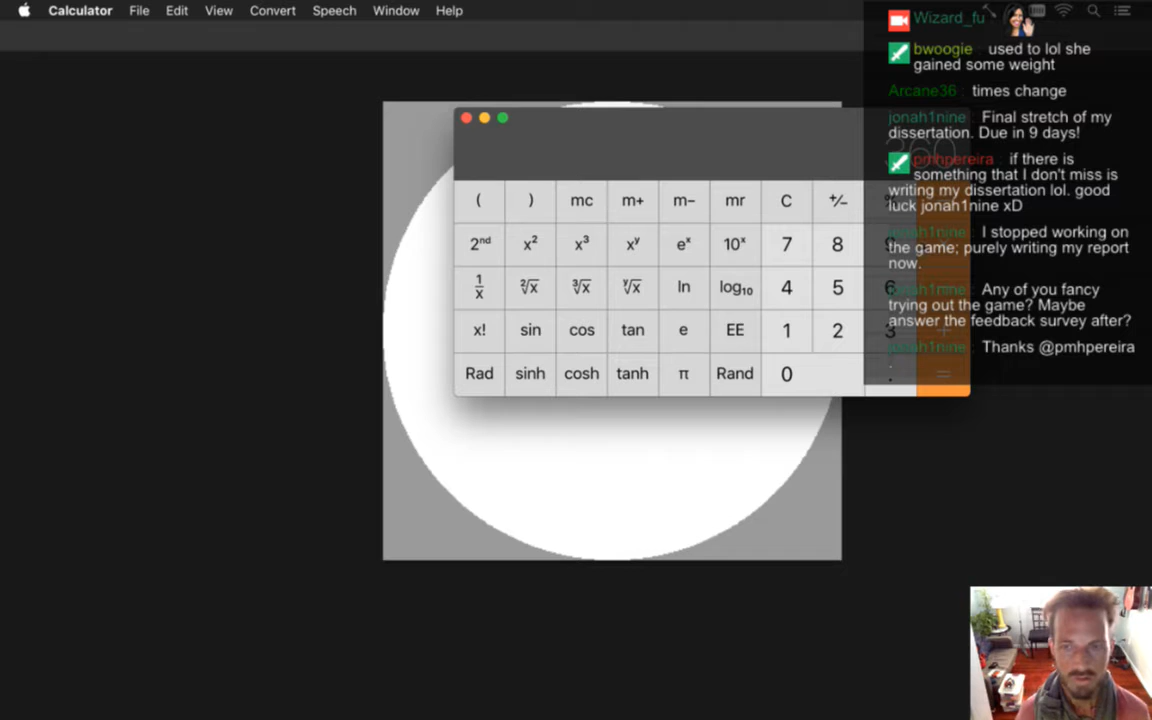 Calculator File Edit View Convert Speech Window Help
Wizard_fu
bwoogie : used to lol she
gained some weight
Arcane36 : times change
jonah1nine : Final stretch of my
dissertation. Due in 9 days!
360
pmhpereira : if there is
something that I don't miss is
writing my dissertation lol. good
luck jonah1nine xD
jonah1nine : I stopped working on
the game; purely writing my report
now.
jonah1nine : Any of you fancy
trying out the game? Maybe
answer the feedback survey after?
jonah1nine : Thanks @pmhpereira
( ) mc m+ m− mr C +/− %
2nd x² x³ xʸ eˣ 10ˣ 7 8 9
1/x ²√x ³√x ʸ√x ln log₁₀ 4 5 6
x! sin cos tan e EE 1 2 3 +
Rad sinh cosh tanh π Rand 0 . =